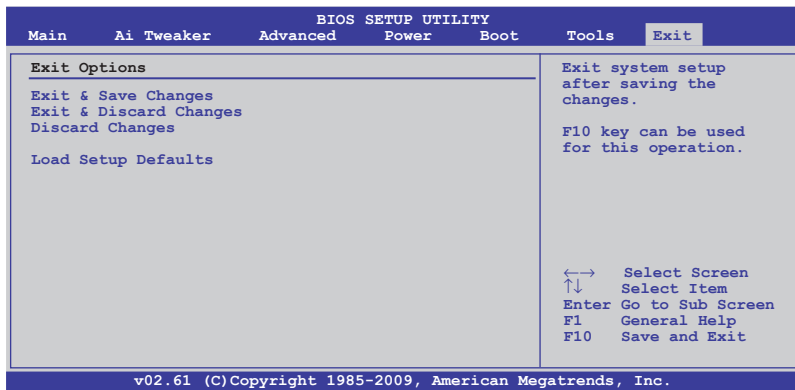 BIOS SETUP UTILITY
Main Ai Tweaker Advanced Power Boot Tools Exit
Exit Options
Exit & Save Changes
Exit & Discard Changes
Discard Changes
Load Setup Defaults
Exit system setup
after saving the
changes.
F10 key can be used
for this operation.
←→ Select Screen
↑↓ Select Item
Enter Go to Sub Screen
F1 General Help
F10 Save and Exit
v02.61 (C)Copyright 1985-2009, American Megatrends, Inc.